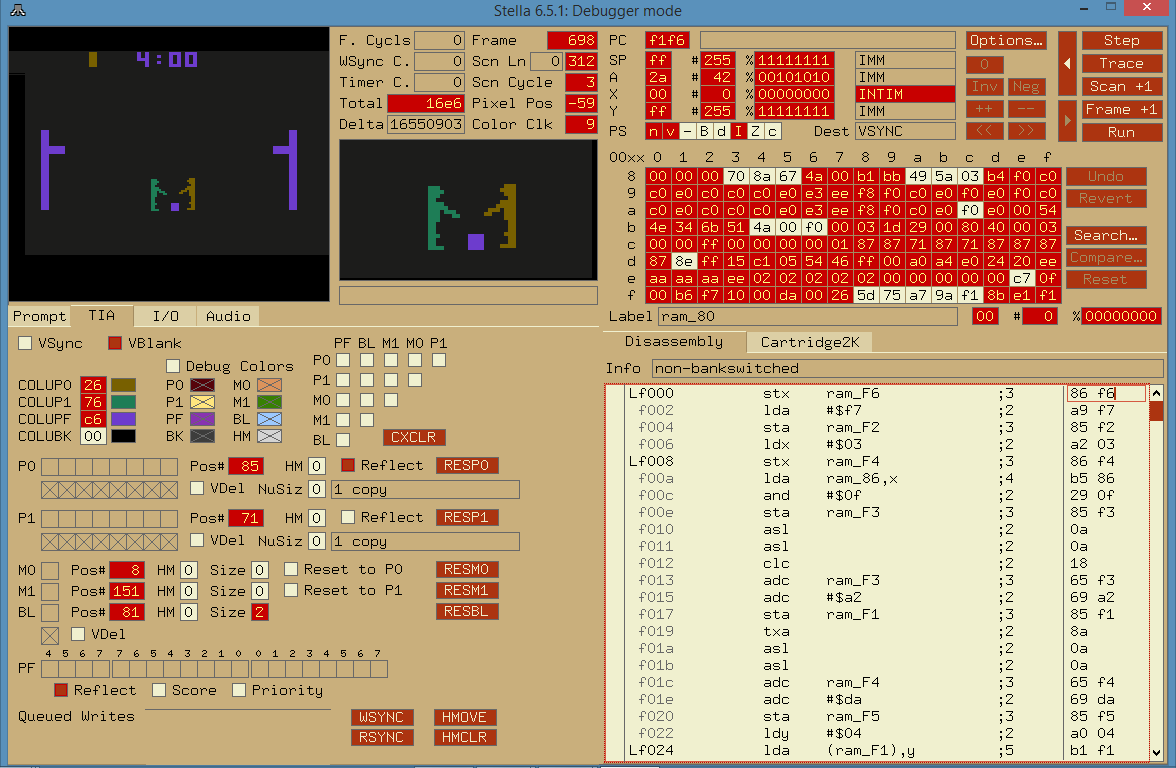 Stella 6.5.1: Debugger mode
4:00
F. Cycls 0 Frame 698
WSync C. 0 Scn Ln 0 312
Timer C. 0 Scn Cycle 3
Total 16e6 Pixel Pos -59
Delta 16550903 Color Clk 9
PC f1f6
SP ff #255 %11111111 IMM
A 2a # 42 %00101010 IMM
X 00 # 0 %00000000 INTIM
Y ff #255 %11111111 IMM
PS n v - B d I Z c Dest VSYNC
Options…
0
Inv Neg
++ --
<< >>
Step
Trace
Scan +1
Frame +1
Run
00xx 0 1 2 3 4 5 6 7 8 9 a b c d e f
8 00 00 00 70 8a 67 4a 00 b1 bb 49 5a 03 b4 f0 c0
9 c0 e0 c0 c0 e0 e3 ee f8 f0 c0 e0 f0 e0 f0 c0
a c0 e0 c0 c0 e0 e3 ee f8 f0 c0 e0 f0 e0 00 54
b 4e 34 6b 51 4a 00 f0 00 03 1d 29 00 80 40 00 03
c 00 00 ff 00 00 00 01 87 87 71 87 71 87 87
d 87 8e ff 15 c1 05 54 46 ff 00 a0 a4 e0 24 20 ee
e aa aa ae 02 02 02 02 02 00 00 00 00 00 c7 0f
f 00 b6 f7 10 00 da 00 26 5d 75 a7 9a f1 8b e1 f1
Undo
Revert
Search…
Compare…
Reset
Label ram_80 00 # 0 %00000000
Prompt TIA I/O Audio
VSync VBlank
Debug Colors
COLUP0 26 P0 M0
COLUP1 76 P1 M1
COLUPF c6 PF BL
COLUBK 00 BK HM
PF BL M1 M0 P1
P0
P1
M0
M1
BL
CXCLR
P0 Pos# 85 HM 0 Reflect RESP0
VDel NuSiz 0 1 copy
P1 Pos# 71 HM 0 Reflect RESP1
VDel NuSiz 0 1 copy
M0 Pos# 8 HM 0 Size 0 Reset to P0 RESM0
M1 Pos# 151 HM 0 Size 0 Reset to P1 RESM1
BL Pos# 81 HM 0 Size 2 RESBL
VDel
4 5 6 7 7 6 5 4 3 2 1 0 0 1 2 3 4 5 6 7
PF
Reflect Score Priority
Queued Writes
WSYNC HMOVE
RSYNC HMCLR
Disassembly Cartridge2K
Info non-bankswitched
Lf000 stx ram_F6 ;3 86 f6
f002 lda #$f7 ;2 a9 f7
f004 sta ram_F2 ;3 85 f2
f006 ldx #$03 ;2 a2 03
Lf008 stx ram_F4 ;3 86 f4
f00a lda ram_86,x ;4 b5 86
f00c and #$0f ;2 29 0f
f00e sta ram_F3 ;3 85 f3
f010 asl ;2 0a
f011 asl ;2 0a
f012 clc ;2 18
f013 adc ram_F3 ;3 65 f3
f015 adc #$a2 ;2 69 a2
f017 sta ram_F1 ;3 85 f1
f019 txa ;2 8a
f01a asl ;2 0a
f01b asl ;2 0a
f01c adc ram_F4 ;3 65 f4
f01e adc #$da ;2 69 da
f020 sta ram_F5 ;3 85 f5
f022 ldy #$04 ;2 a0 04
Lf024 lda (ram_F1),y ;5 b1 f1